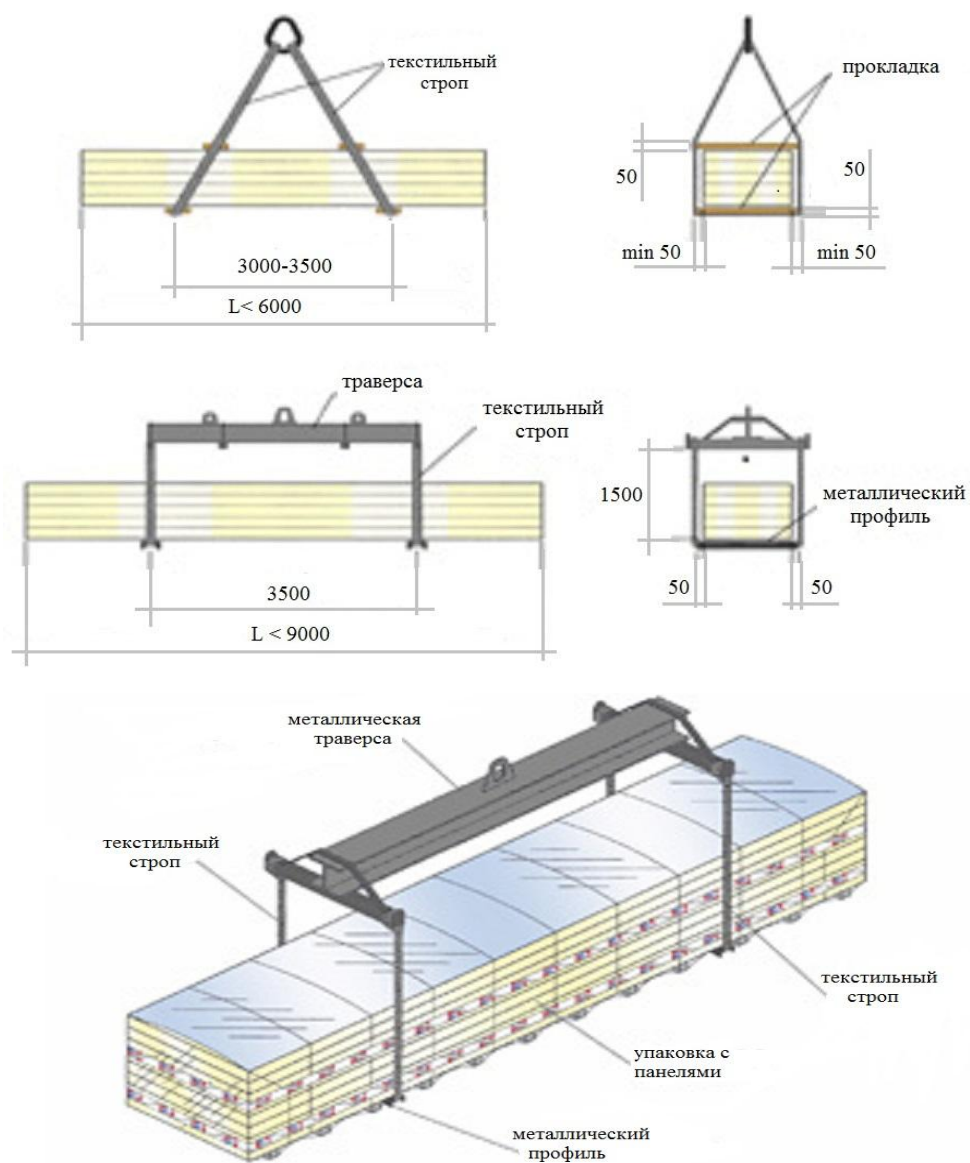 текстильный
строп
прокладка
50
50
min 50
min 50
3000-3500
L< 6000
траверса
текстильный
строп
1500
металлический
профиль
50
50
3500
L < 9000
металлическая
траверса
текстильный
строп
текстильный
строп
упаковка с
панелями
металлический
профиль